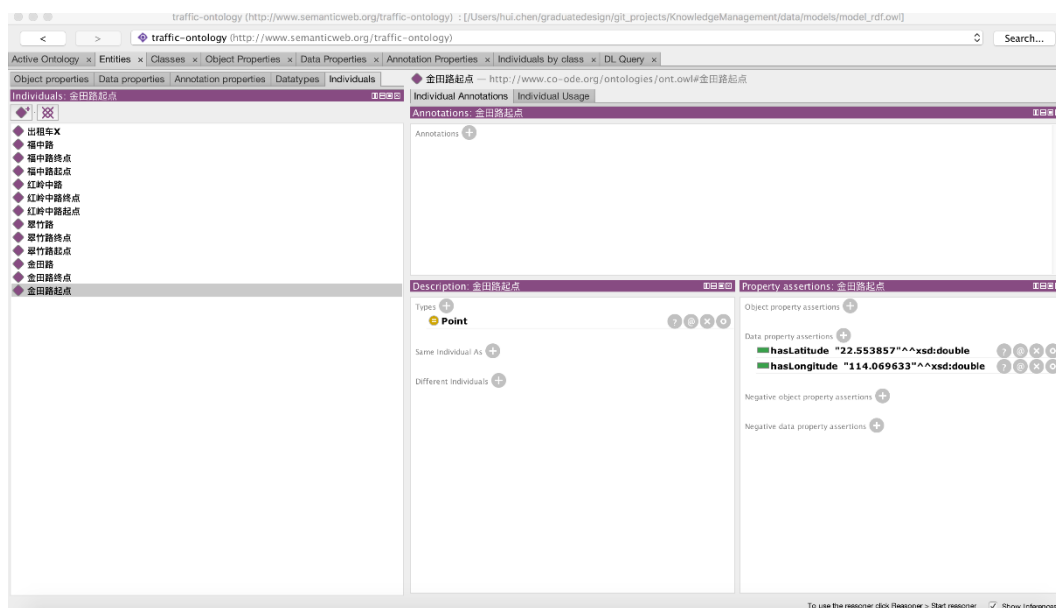 traffic-ontology (http://www.semanticweb.org/traffic-ontology) : [/Users/hui.chen/graduatedesign/git_projects/KnowledgeManagement/data/models/model_rdf.owl]
< > traffic-ontology (http://www.semanticweb.org/traffic-ontology) Search...
Active Ontology × Entities × Classes × Object Properties × Data Properties × Annotation Properties × Individuals by class × DL Query ×
Object properties Data properties Annotation properties Datatypes Individuals
金田路起点 — http://www.co-ode.org/ontologies/ont.owl#金田路起点
Individuals: 金田路起点
Individual Annotations Individual Usage
Annotations: 金田路起点
Annotations
出租车X
福中路
福中路终点
福中路起点
红岭中路
红岭中路终点
红岭中路起点
翠竹路
翠竹路终点
翠竹路起点
金田路
金田路终点
金田路起点
Description: 金田路起点
Types
Point
Same Individual As
Different Individuals
Property assertions: 金田路起点
Object property assertions
Data property assertions
hasLatitude "22.553857"^^xsd:double
hasLongitude "114.069633"^^xsd:double
Negative object property assertions
Negative data property assertions
To use the reasoner click Reasoner > Start reasoner Show Inferences